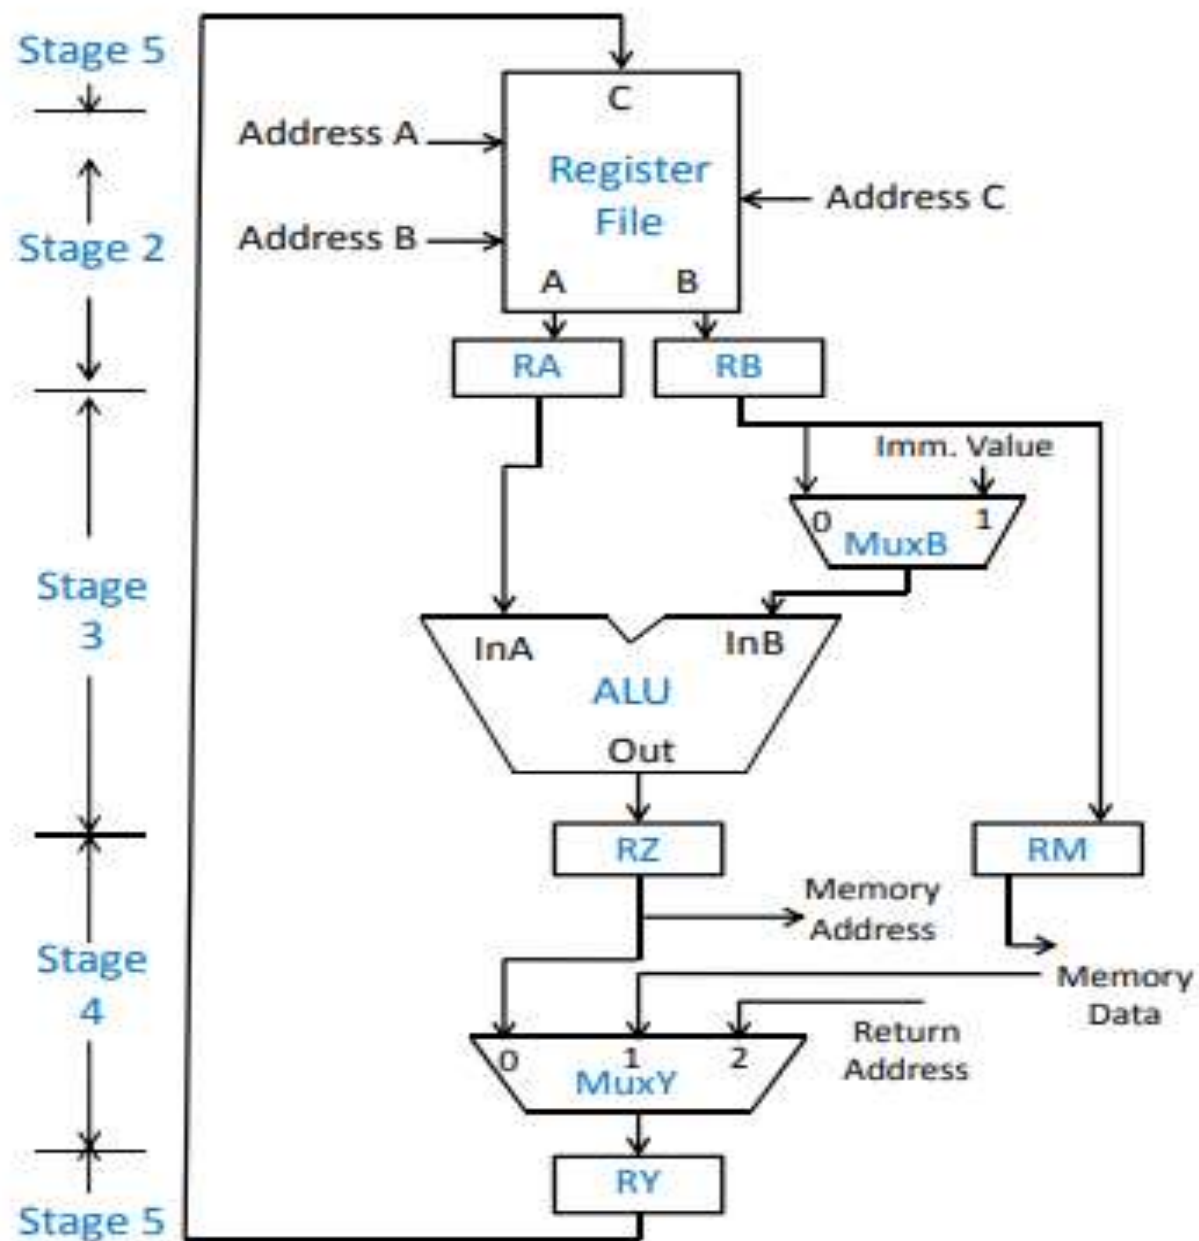 Stage 5
C
Address A
Register
File
Address C
Address B
Stage 2
A
B
RA
RB
Imm. Value
0
1
MuxB
Stage
3
InA
InB
ALU
Out
RZ
RM
Memory
Address
Stage
4
Memory
Data
Return
Address
0
1
2
MuxY
RY
Stage 5